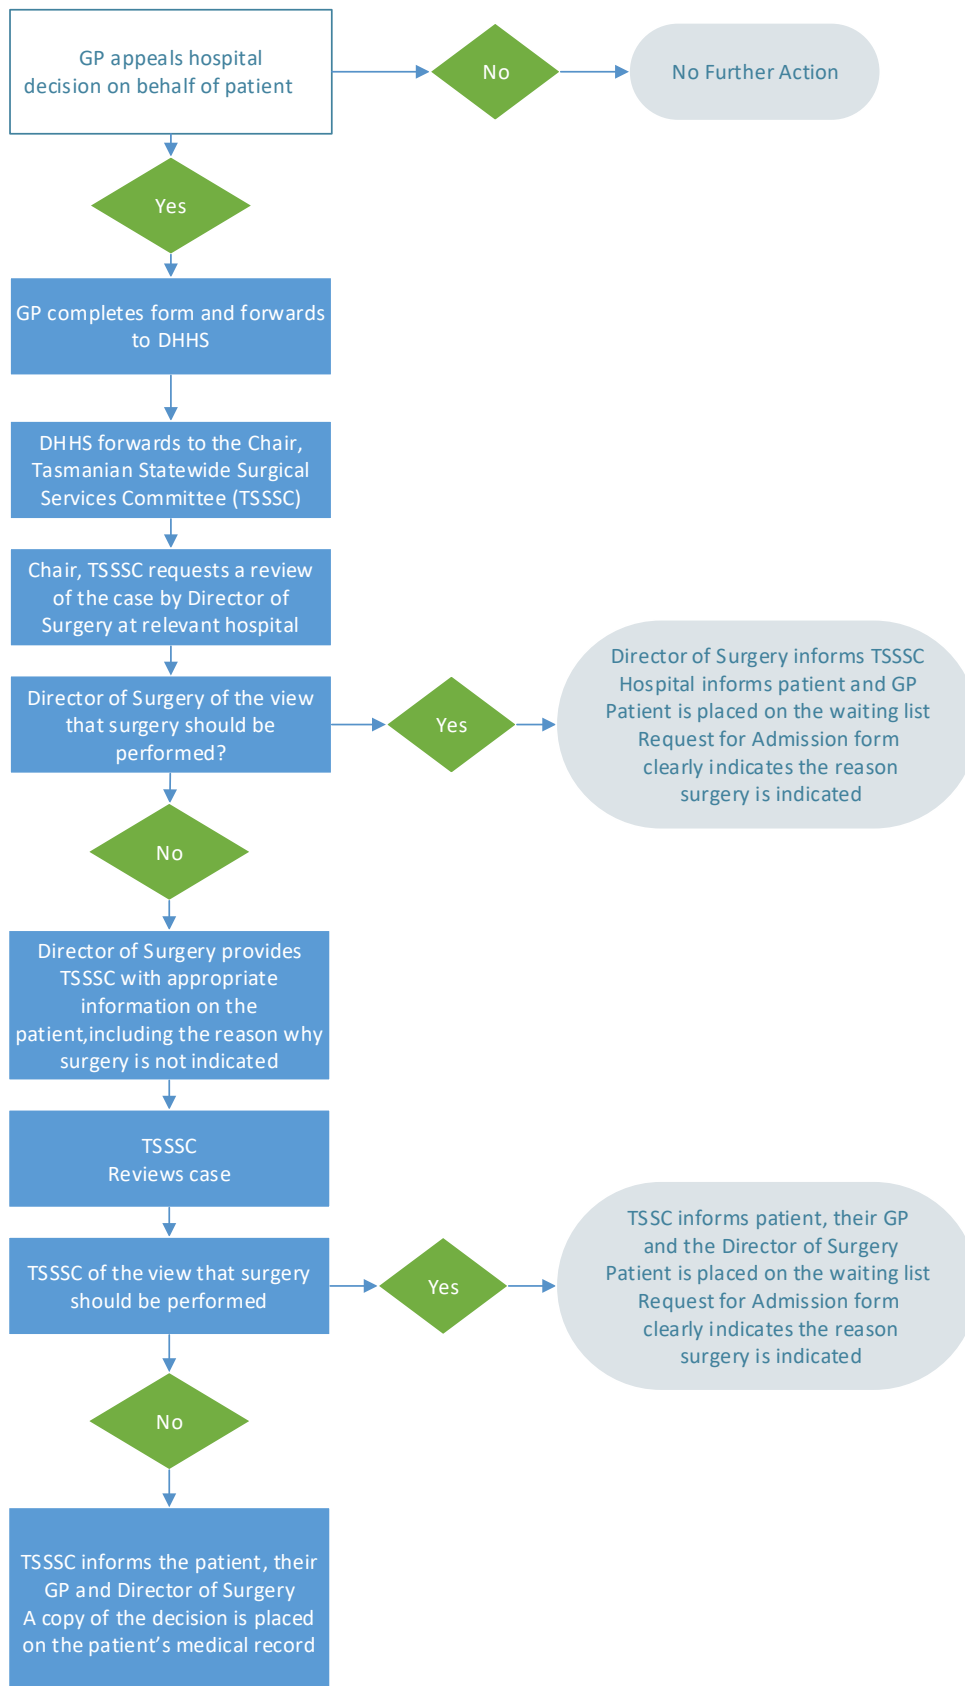 GP appeals hospital
decision on behalf of patient
No
No Further Action
Yes
GP completes form and forwards
to DHHS
DHHS forwards to the Chair,
Tasmanian Statewide Surgical
Services Committee (TSSSC)
Chair, TSSSC requests a review
of the case by Director of
Surgery at relevant hospital
Director of Surgery of the view
that surgery should be
performed?
Yes
Director of Surgery informs TSSSC
Hospital informs patient and GP
Patient is placed on the waiting list
Request for Admission form
clearly indicates the reason
surgery is indicated
No
Director of Surgery provides
TSSSC with appropriate
information on the
patient,including the reason why
surgery is not indicated
TSSSC
Reviews case
TSSSC of the view that surgery
should be performed
Yes
TSSC informs patient, their GP
and the Director of Surgery
Patient is placed on the waiting list
Request for Admission form
clearly indicates the reason
surgery is indicated
No
TSSSC informs the patient, their
GP and Director of Surgery
A copy of the decision is placed
on the patient’s medical record